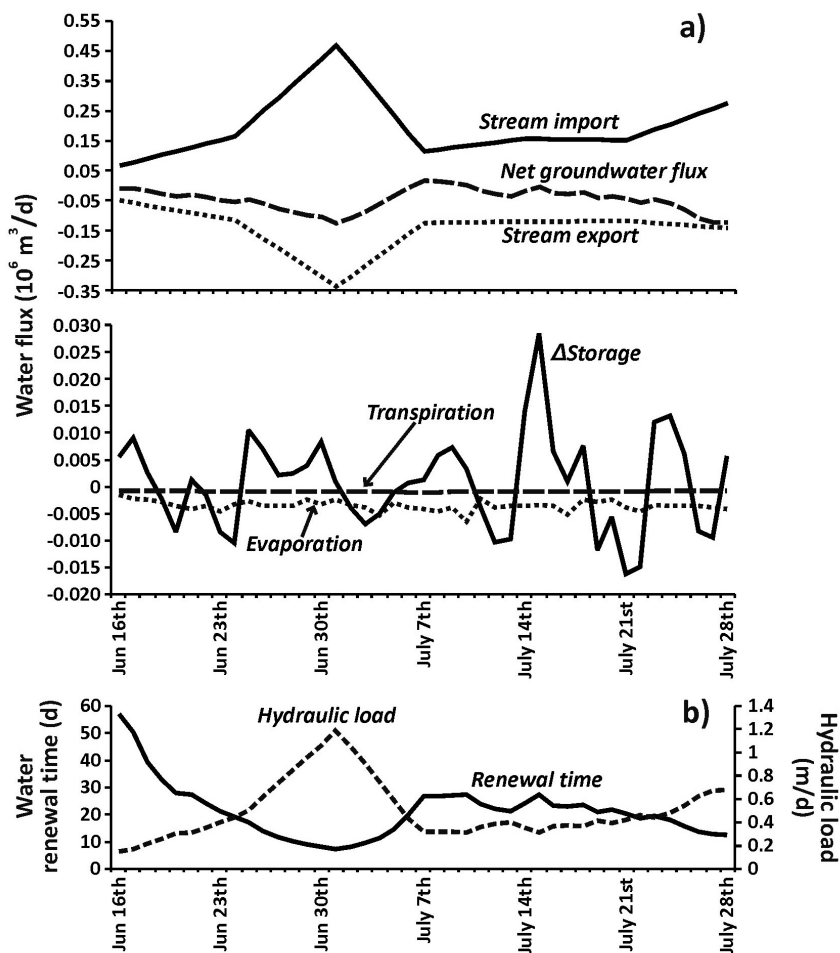 a)
0.55
0.45
0.35
0.25
0.15
0.05
-0.05
-0.15
-0.25
-0.35
Stream import
Net groundwater flux
Stream export
Water flux (10⁶ m³/d)
0.030
0.025
0.020
0.015
0.010
0.005
0
-0.005
-0.010
-0.015
-0.020
ΔStorage
Transpiration
Evaporation
Jun 16th
Jun 23th
Jun 30th
July 7th
July 14th
July 21st
July 28th
b)
Water
renewal time (d)
60
50
40
30
20
10
0
Hydraulic load
Renewal time
1.4
1.2
1
0.8
0.6
0.4
0.2
0
Hydraulic load
(m/d)
Jun 16th
Jun 23th
Jun 30th
July 7th
July 14th
July 21st
July 28th